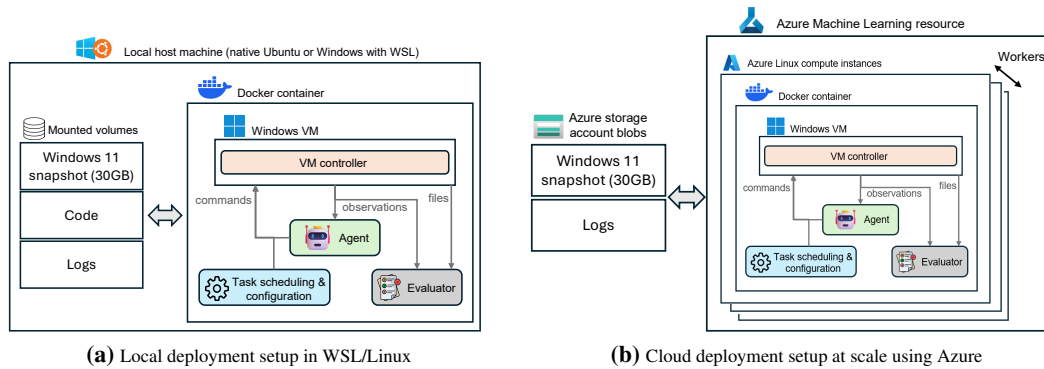 Local host machine (native Ubuntu or Windows with WSL)
Docker container
Mounted volumes
Windows 11
snapshot (30GB)
Code
Logs
Windows VM
VM controller
commands
observations
files
Agent
Task scheduling &
configuration
Evaluator
(a) Local deployment setup in WSL/Linux
Azure Machine Learning resource
Workers
Azure Linux compute instances
Docker container
Azure storage
account blobs
Windows 11
snapshot (30GB)
Logs
Windows VM
VM controller
commands
observations
files
Agent
Task scheduling &
configuration
Evaluator
(b) Cloud deployment setup at scale using Azure